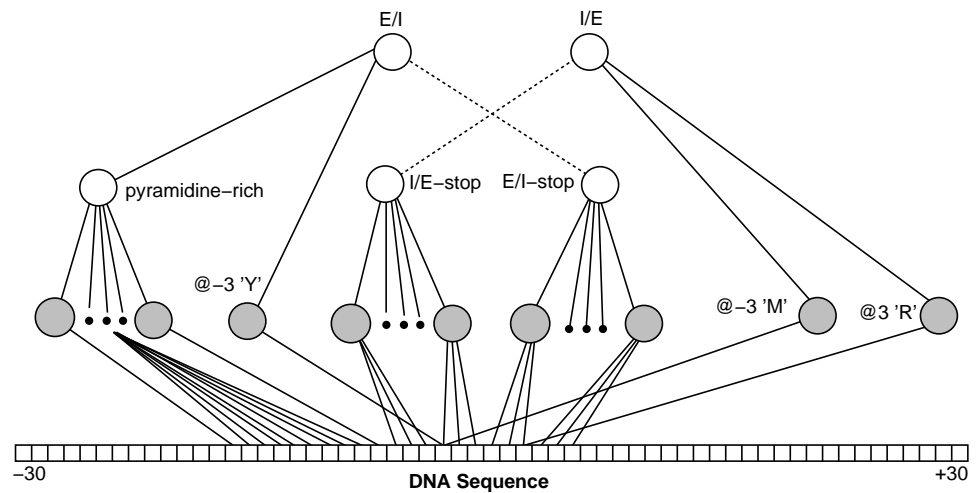 E/I
I/E
pyramidine−rich
I/E−stop
E/I−stop
@−3 'Y'
@−3 'M'
@3 'R'
−30
DNA Sequence
+30